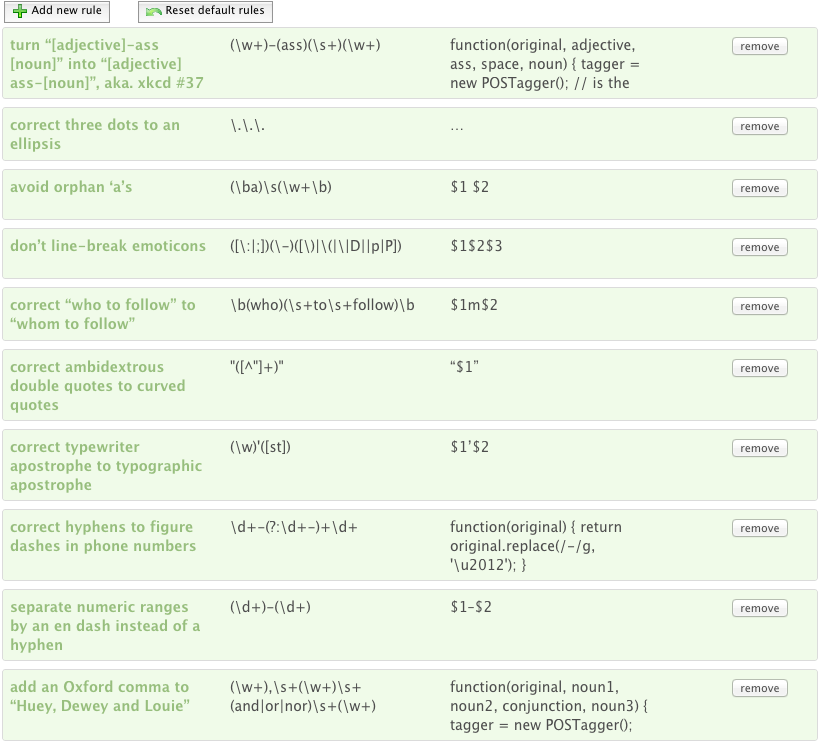 Add new rule
Reset default rules
turn “[adjective]-ass
[noun]” into “[adjective]
ass-[noun]”, aka. xkcd #37
(\w+)-(ass)(\s+)(\w+)
function(original, adjective,
ass, space, noun) { tagger =
new POSTagger(); // is the
remove
correct three dots to an
ellipsis
\.\.\.
…
remove
avoid orphan ‘a’s
(\ba)\s(\w+\b)
$1 $2
remove
don’t line-break emoticons
([\:|;])(\-)([\)|\(|\|D||p|P])
$1$2$3
remove
correct “who to follow” to
“whom to follow”
\b(who)(\s+to\s+follow)\b
$1m$2
remove
correct ambidextrous
double quotes to curved
quotes
"([^"]+)"
“$1”
remove
correct typewriter
apostrophe to typographic
apostrophe
(\w)'([st])
$1’$2
remove
correct hyphens to figure
dashes in phone numbers
\d+-(?:\d+-)+\d+
function(original) { return
original.replace(/-/g,
'\u2012'); }
remove
separate numeric ranges
by an en dash instead of a
hyphen
(\d+)-(\d+)
$1–$2
remove
add an Oxford comma to
“Huey, Dewey and Louie”
(\w+),\s+(\w+)\s+
(and|or|nor)\s+(\w+)
function(original, noun1,
noun2, conjunction, noun3) {
tagger = new POSTagger();
remove